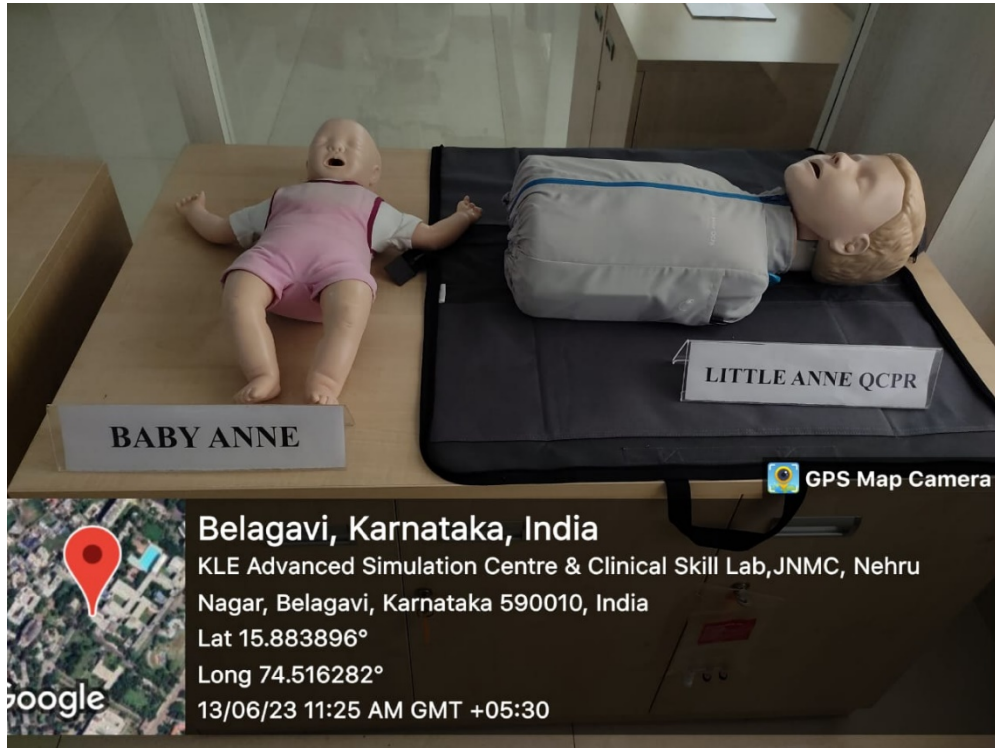 BABY ANNE
LITTLE ANNE QCPR
GPS Map Camera
Belagavi, Karnataka, India
KLE Advanced Simulation Centre & Clinical Skill Lab,JNMC, Nehru
Nagar, Belagavi, Karnataka 590010, India
Lat 15.883896°
Long 74.516282°
13/06/23 11:25 AM GMT +05:30
Google